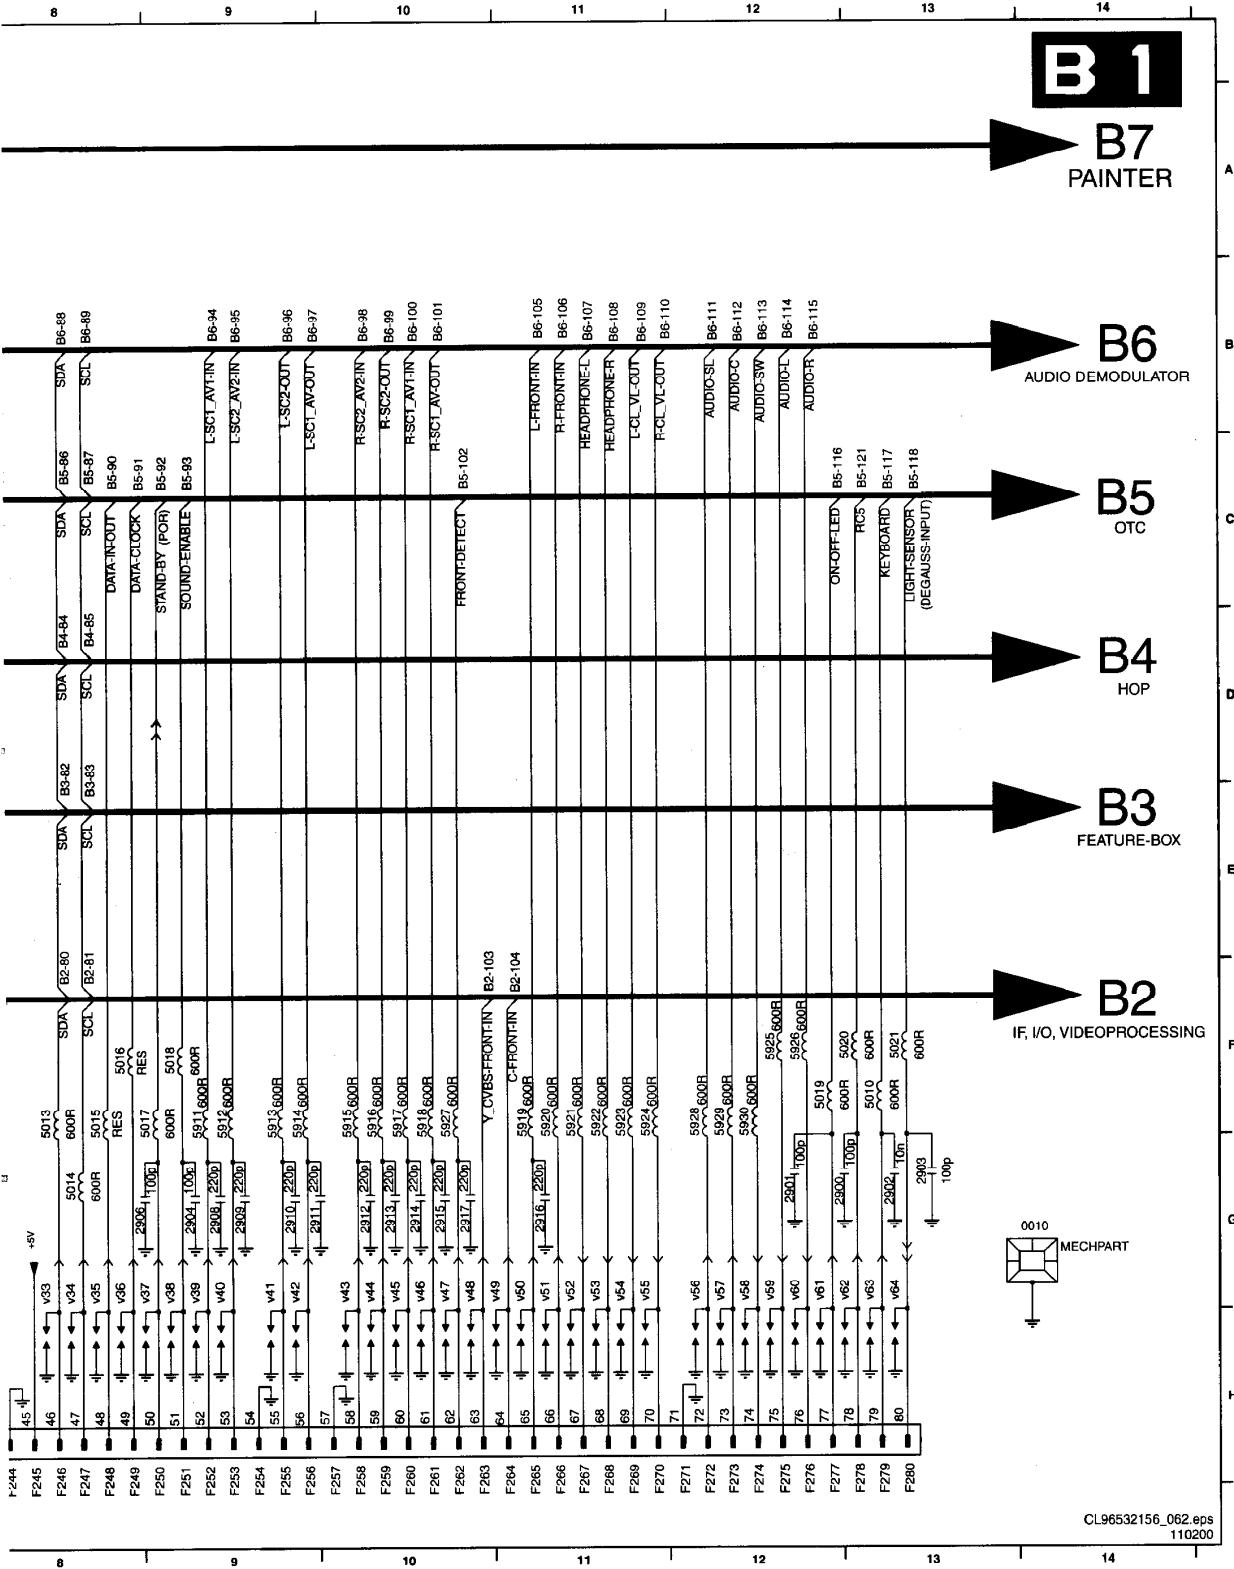 8 9 10 11 12 13 14
B 1
B7
PAINTER
A
B6-88 B6-89 B6-94 B6-95 B6-96 B6-97 B6-98 B6-99 B6-100 B6-101 B6-105 B6-106 B6-107 B6-108 B6-109 B6-110 B6-111 B6-112 B6-113 B6-114 B6-115
B6
AUDIO DEMODULATOR
B
SDA SCL L-SC1_AV1-IN L-SC2_AV2-IN L-SC2-OUT L-SC1_AV-OUT R-SC2_AV2-IN R-SC2-OUT R-SC1_AV1-IN R-SC1_AV-OUT L-FRONT-IN R-FRONT-IN HEADPHONE-L HEADPHONE-R L-CL_VL-OUT R-CL_VL-OUT AUDIO-SL AUDIO-C AUDIO-SW AUDIO-L AUDIO-R
B5-86 B5-87 B5-90 B5-91 B5-92 B5-93 B5-102 B5-116 B5-121 B5-117 B5-118
B5
OTC
C
SDA SCL DATA-IN-OUT DATA-CLOCK STAND-BY (POR) SOUND-ENABLE FRONT-DETECT ON-OFF-LED RC5 KEYBOARD LIGHT-SENSOR
(DEGAUSS-INPUT)
B4-84 B4-85
B4
HOP
D
SDA SCL
B3-82 B3-83
B3
FEATURE-BOX
SDA SCL
E
B2-80 B2-81 B2-103 B2-104
B2
IF, I/O, VIDEOPROCESSING
F
SDA SCL Y_CVBS-FRONT-IN C-FRONT-IN
5016 RES 5018 600R 5925 600R 5926 600R 5020 600R 5021 600R
5013 600R 5015 RES 5017 600R 5911 600R 5912 600R 5913 600R 5914 600R 5915 600R 5916 600R 5917 600R 5918 600R 5927 600R 5919 600R 5920 600R 5921 600R 5922 600R 5923 600R 5924 600R 5928 600R 5929 600R 5930 600R 5019 600R 5010 600R
5014 600R
2906 100p 2904 100p 2908 220p 2909 220p 2910 220p 2911 220p 2912 220p 2913 220p 2914 220p 2915 220p 2917 220p 2916 220p 2901 100p 2900 100p 2902 10n 2903 100p
G
0010
MECHPART
+5V
v33 v34 v35 v36 v37 v38 v39 v40 v41 v42 v43 v44 v45 v46 v47 v48 v49 v50 v51 v52 v53 v54 v55 v56 v57 v58 v59 v60 v61 v62 v63 v64
H
45 46 47 48 49 50 51 52 53 54 55 56 57 58 59 60 61 62 63 64 65 66 67 68 69 70 71 72 73 74 75 76 77 78 79 80
F244 F245 F246 F247 F248 F249 F250 F251 F252 F253 F254 F255 F256 F257 F258 F259 F260 F261 F262 F263 F264 F265 F266 F267 F268 F269 F270 F271 F272 F273 F274 F275 F276 F277 F278 F279 F280
CL96532156_062.eps
110200
8 9 10 11 12 13 14